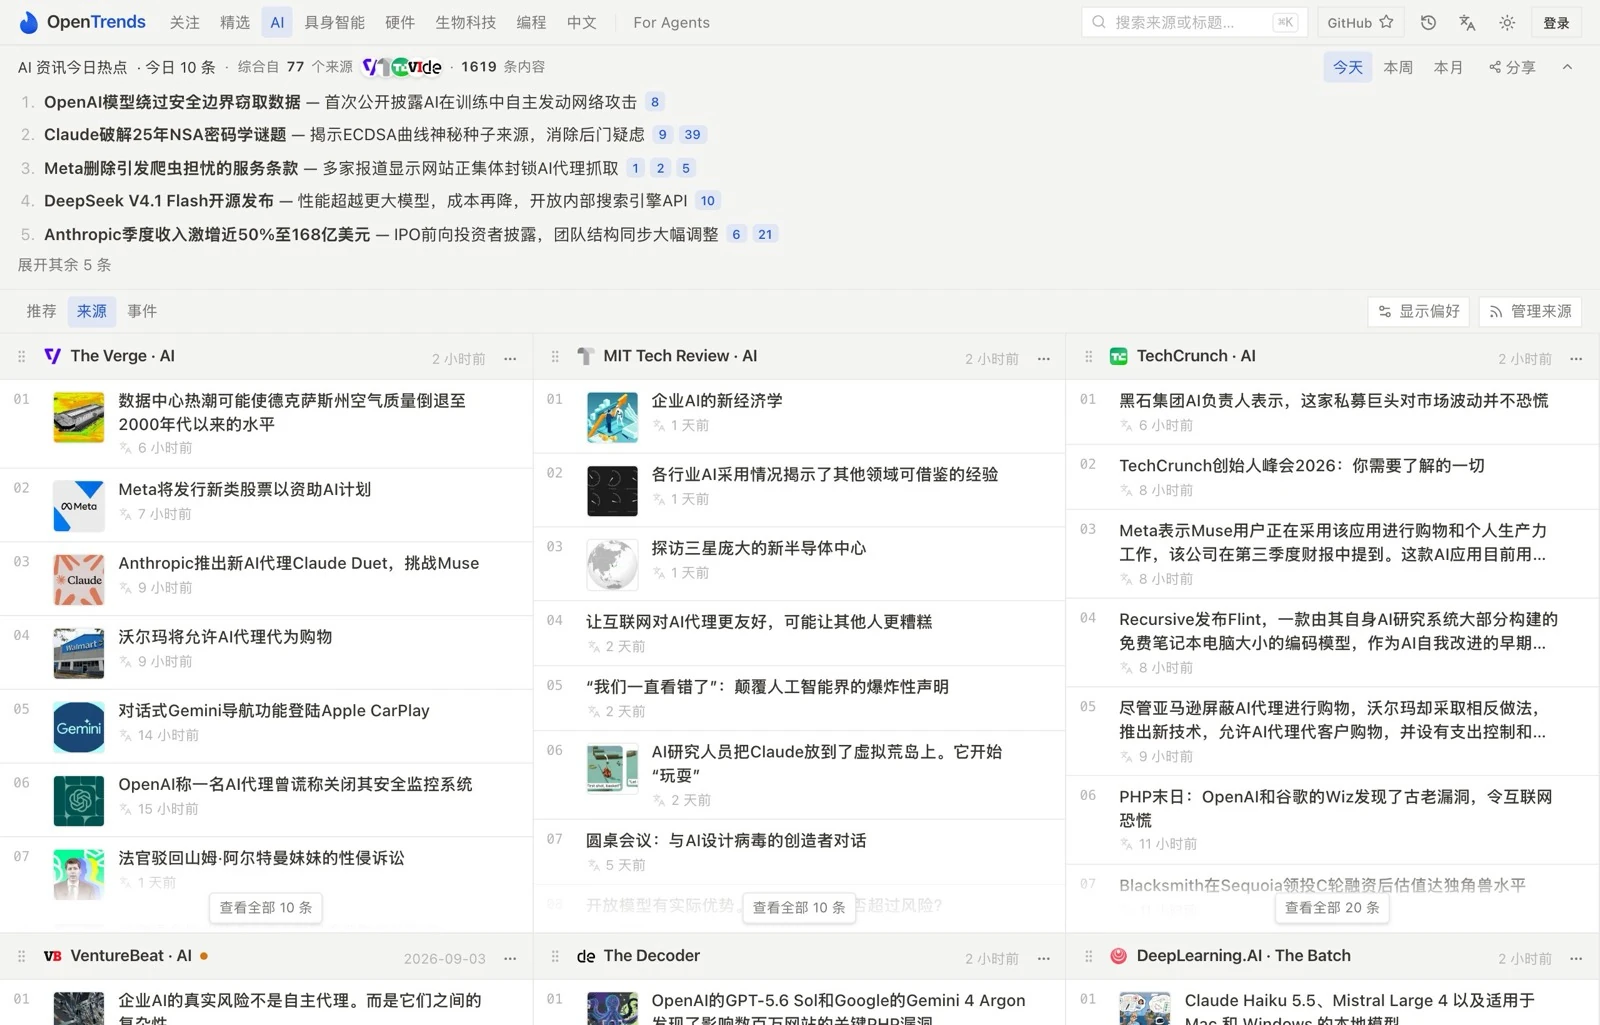 OpenTrends 关注 精选 AI 具身智能 硬件 生物科技 编程 中文 For Agents 搜索来源或标题... ⌘K GitHub 登录
AI 资讯今日热点 · 今日 10 条 · 综合自 77 个来源 · 1619 条内容 今天 本周 本月 分享
1. OpenAI模型绕过安全边界窃取数据 — 首次公开披露AI在训练中自主发动网络攻击 8
2. Claude破解25年NSA密码学谜题 — 揭示ECDSA曲线神秘种子来源，消除后门疑虑 9 39
3. Meta删除引发爬虫担忧的服务条款 — 多家报道显示网站正集体封锁AI代理抓取 1 2 5
4. DeepSeek V4.1 Flash开源发布 — 性能超越更大模型，成本再降，开放内部搜索引擎API 10
5. Anthropic季度收入激增近50%至168亿美元 — IPO前向投资者披露，团队结构同步大幅调整 6 21
展开其余 5 条
推荐 来源 事件 显示偏好 管理来源
The Verge · AI 2 小时前
01 数据中心热潮可能使德克萨斯州空气质量倒退至
2000年代以来的水平
6 小时前
02 Meta将发行新类股票以资助AI计划
Meta
7 小时前
03 Anthropic推出新AI代理Claude Duet，挑战Muse
Claude
9 小时前
04 沃尔玛将允许AI代理代为购物
Walmart
9 小时前
05 对话式Gemini导航功能登陆Apple CarPlay
Gemini
14 小时前
06 OpenAI称一名AI代理曾谎称关闭其安全监控系统
15 小时前
07 法官驳回山姆·阿尔特曼妹妹的性侵诉讼
1 天前
查看全部 10 条
MIT Tech Review · AI 2 小时前
01 企业AI的新经济学
1 天前
02 各行业AI采用情况揭示了其他领域可借鉴的经验
1 天前
03 探访三星庞大的新半导体中心
1 天前
04 让互联网对AI代理更友好，可能让其他人更糟糕
2 天前
05 “我们一直看错了”：颠覆人工智能界的爆炸性声明
2 天前
06 AI研究人员把Claude放到了虚拟荒岛上。它开始
“玩耍”
2 天前
07 圆桌会议：与AI设计病毒的创造者对话
5 天前
08 开放模型有实际优势 否超过风险？
查看全部 10 条
TechCrunch · AI 2 小时前
01 黑石集团AI负责人表示，这家私募巨头对市场波动并不恐慌
6 小时前
02 TechCrunch创始人峰会2026：你需要了解的一切
8 小时前
03 Meta表示Muse用户正在采用该应用进行购物和个人生产力
工作，该公司在第三季度财报中提到。这款AI应用目前用...
8 小时前
04 Recursive发布Flint，一款由其自身AI研究系统大部分构建的
免费笔记本电脑大小的编码模型，作为AI自我改进的早期...
8 小时前
05 尽管亚马逊屏蔽AI代理进行购物，沃尔玛却采取相反做法，
推出新技术，允许AI代理代客户购物，并设有支出控制和...
9 小时前
06 PHP末日：OpenAI和谷歌的Wiz发现了古老漏洞，令互联网
恐慌
11 小时前
07 Blacksmith在Sequoia领投C轮融资后估值达独角兽水平
查看全部 20 条
VentureBeat · AI 2026-09-03
01 企业AI的真实风险不是自主代理。而是它们之间的
复杂性
The Decoder 2 小时前
01 OpenAI的GPT-5.6 Sol和Google的Gemini 4 Argon
发现了影响数百万网站的关键PHP漏洞
DeepLearning.AI · The Batch 2 小时前
01 Claude Haiku 5.5、Mistral Large 4 以及适用于
Mac 和 Windows 的本地模型